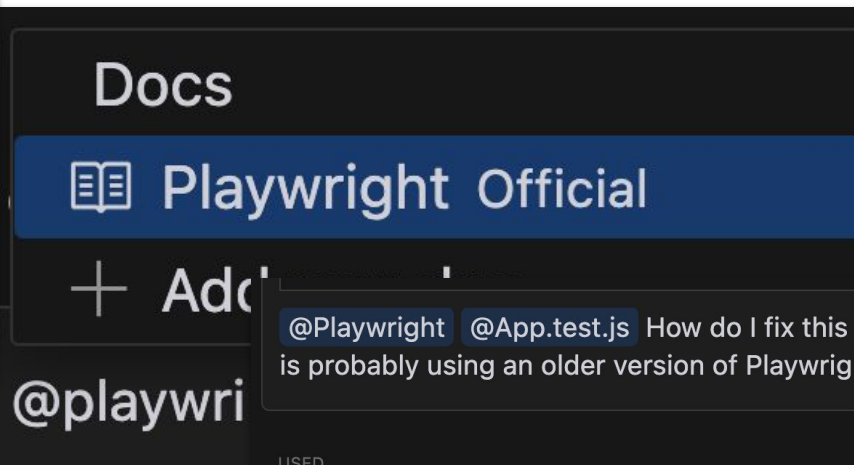 Docs
Playwright Official
@Playwright @App.test.js How do I fix this
is probably using an older version of Playwrig
@playwri